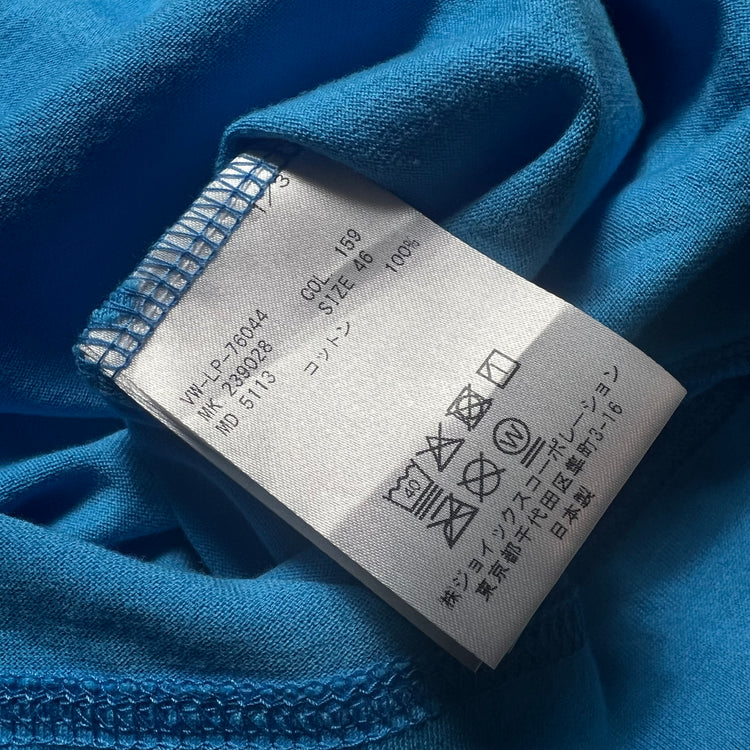 1/3
VW-LP-76044 COL 159
MK 239028 SIZE 46
MD 5113
コットン 100%
40
W
㈱ジョイックスコーポレーション
東京都千代田区隼町3-16
日本製